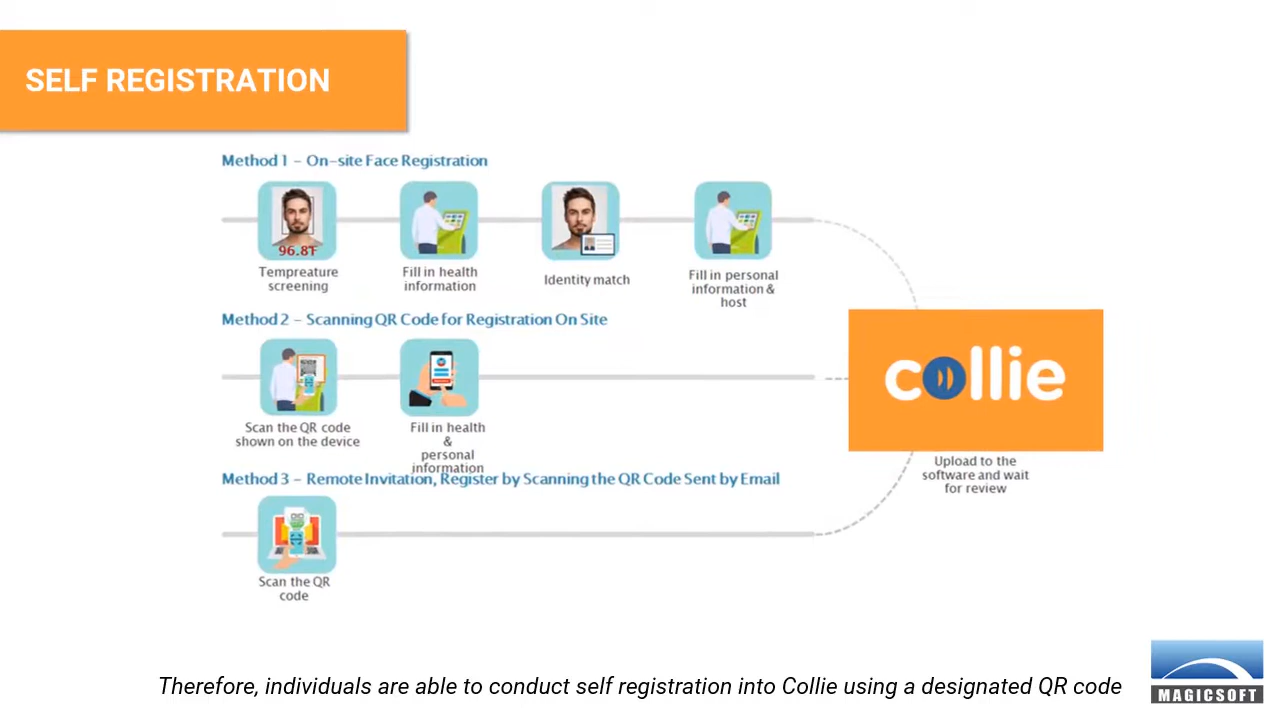 SELF REGISTRATION
Method 1 - On-site Face Registration
96.8°F
Tempreature
screening
Fill in health
information
Identity match
Fill in personal
information &
host
Method 2 - Scanning QR Code for Registration On Site
Scan the QR code
shown on the device
Fill in health
&
personal
information
collie
Upload to the
software and wait
for review
Method 3 - Remote Invitation, Register by Scanning the QR Code Sent by Email
Scan the QR
code
Therefore, individuals are able to conduct self registration into Collie using a designated QR code
MAGICSOFT